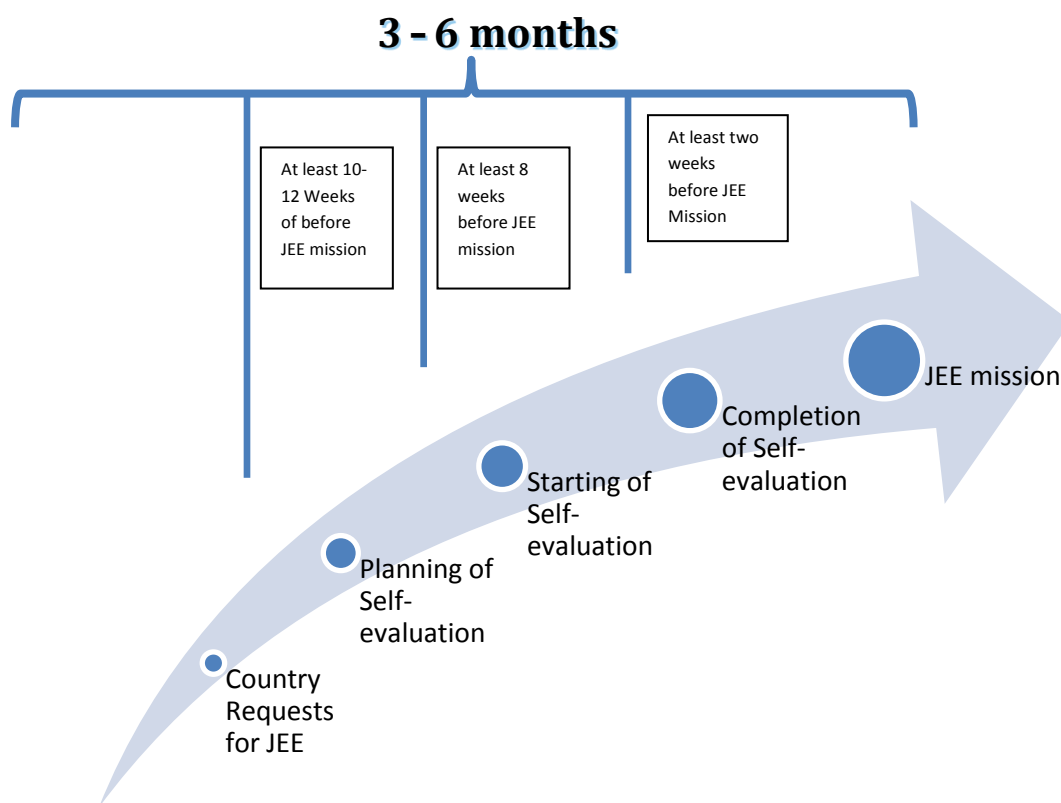 3 – 6 months
At least 10-
12 Weeks
of before
JEE mission
At least 8
weeks
before JEE
mission
At least two
weeks
before JEE
Mission
JEE mission
Completion
of Self-
evaluation
Starting of
Self-
evaluation
Planning of
Self-
evaluation
Country
Requests
for JEE